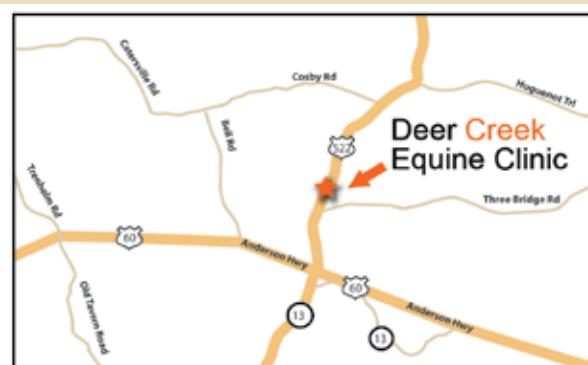 Catersville Rd
Cosby Rd
Huguenot Trl
Bell Rd
522
Deer Creek
Equine Clinic
Trenholm Rd
Three Bridge Rd
60
Anderson Hwy
60
Old Tavern Road
13
Anderson Hwy
13